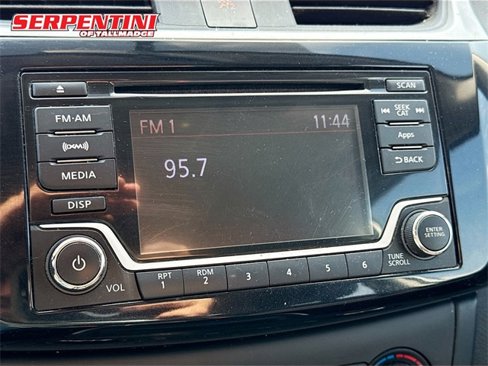 SERPENTINI
OF TALLMADGE
SCAN
FM·AM
FM 1
11:44
SEEK
CAT
XM
95.7
Apps
MEDIA
BACK
DISP
ENTER
SETTING
VOL
RPT
1
RDM
2
3
4
5
6
TUNE
SCROLL